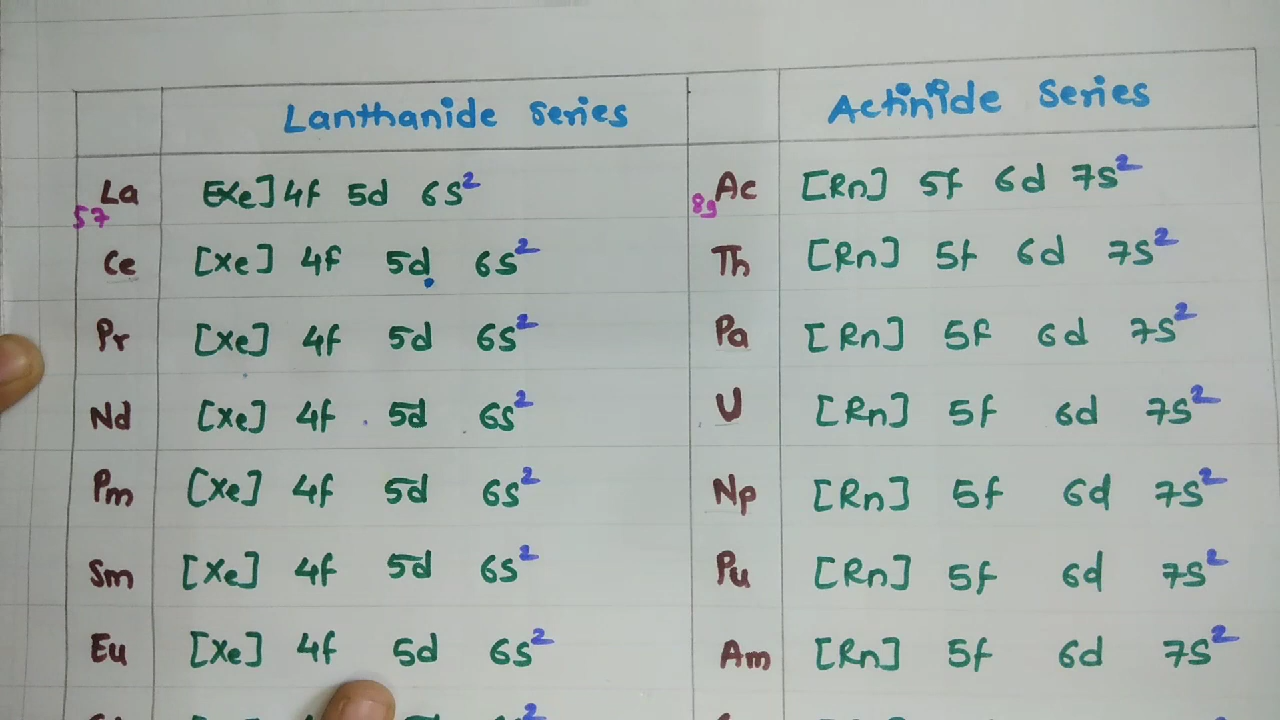 Lanthanide Series Actinide Series
La [Xe] 4f 5d 6s² Ac [Rn] 5f 6d 7s²
57 89
Ce [Xe] 4f 5d 6s² Th [Rn] 5f 6d 7s²
Pr [Xe] 4f 5d 6s² Pa [Rn] 5f 6d 7s²
Nd [Xe] 4f 5d 6s² U [Rn] 5f 6d 7s²
Pm [Xe] 4f 5d 6s² Np [Rn] 5f 6d 7s²
Sm [Xe] 4f 5d 6s² Pu [Rn] 5f 6d 7s²
Eu [Xe] 4f 5d 6s² Am [Rn] 5f 6d 7s²